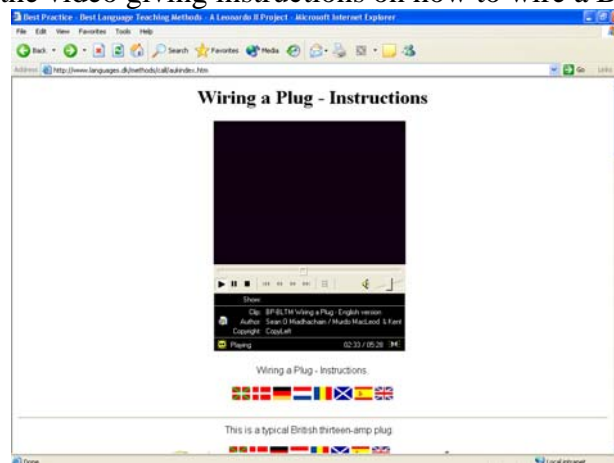 the video giving instructions on how to wire a
Best Practice - Best Language Teaching Methods - A Leonardo II Project - Microsoft Internet Explorer
File Edit View Favorites Tools Help
Back Search Favorites Media
Address http://www.languages.dk/methods/call/aukindex.htm Go Links
Wiring a Plug - Instructions
Show:
Clip: BP-BLTM Wiring a Plug - English version
Author: Sean O Miadhachain / Murdo MacLeod & Kent
Copyright: CopyLeft
Playing 02:33 / 05:28
Wiring a Plug - Instructions.
This is a typical British thirteen-amp plug
Done Local intranet